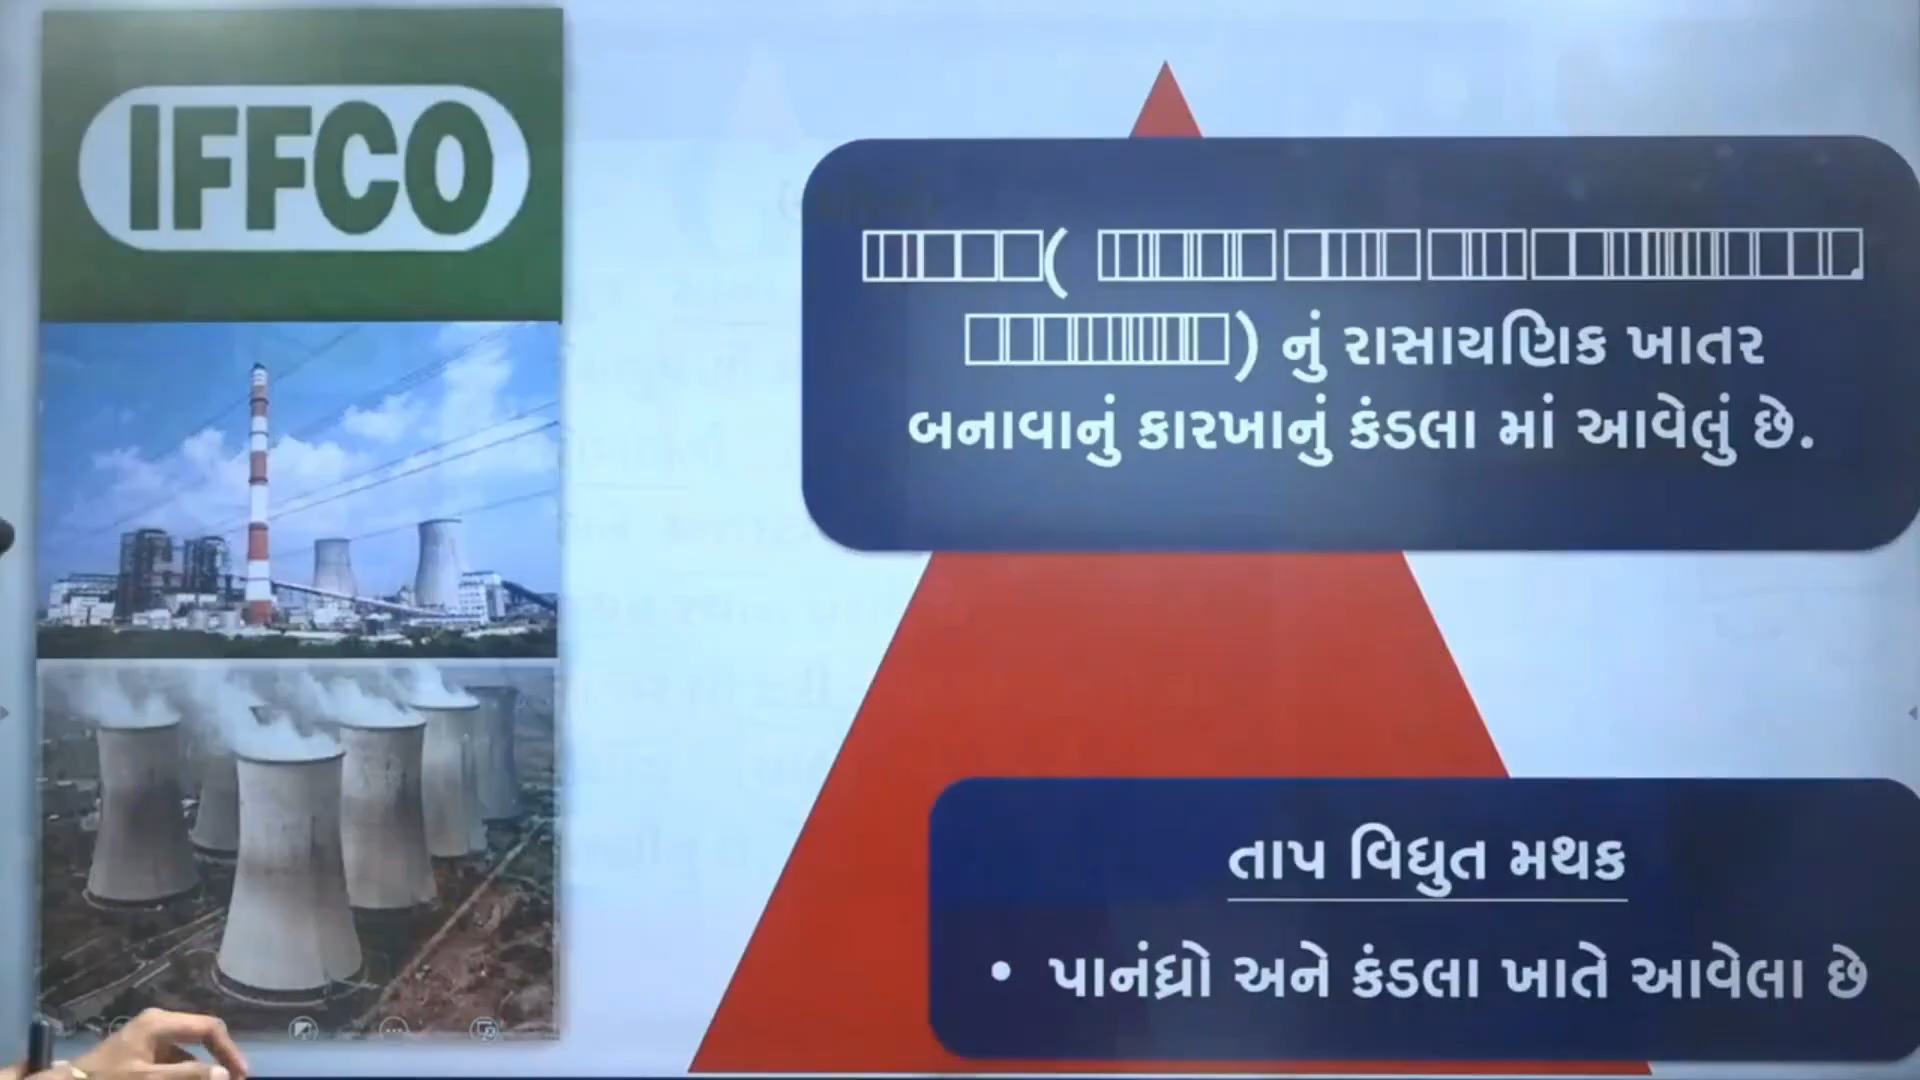 IFFCO
(
) નું રાસાયણિક ખાતર
બનાવાનું કારખાનું કંડલા માં આવેલું છે.
તાપ વિદ્યુત મથક
• પાનંધ્રો અને કંડલા ખાતે આવેલા છે